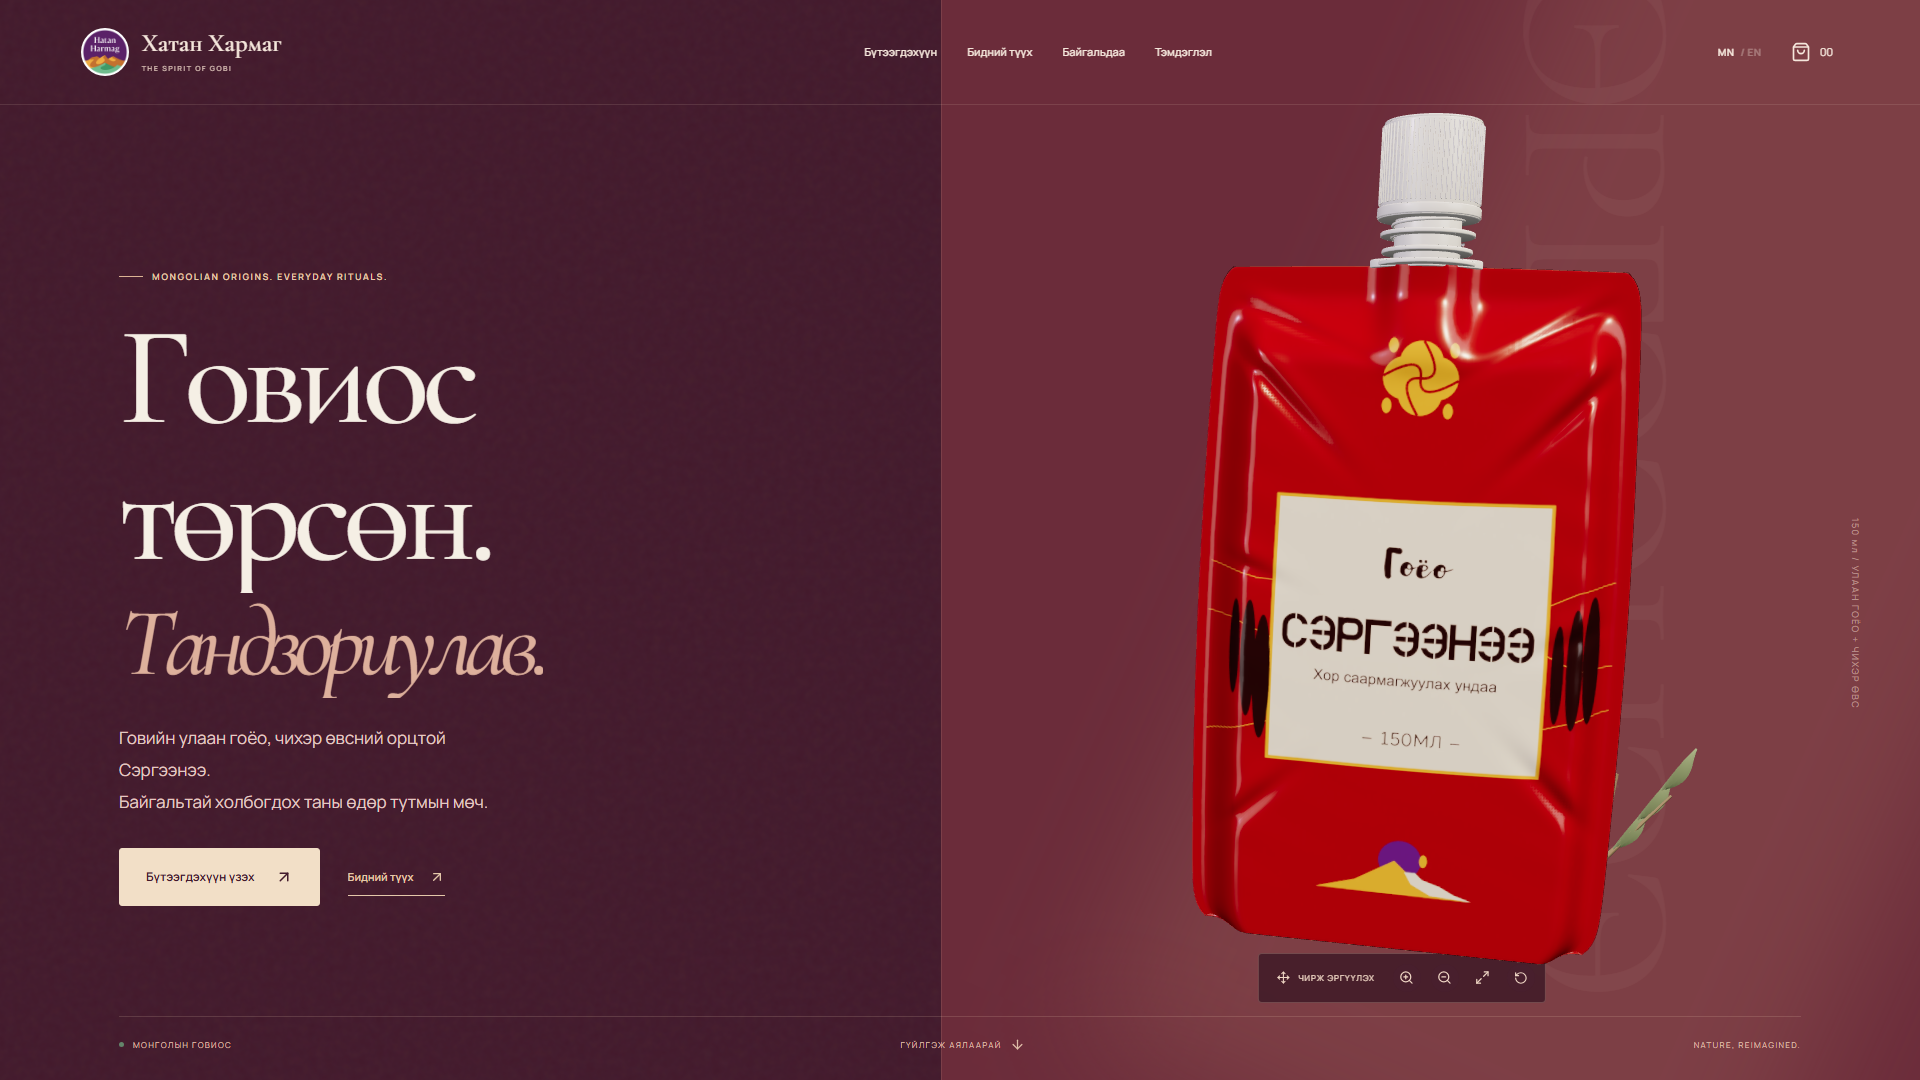 Hatan
Harmag
Хатан Хармаг
THE SPIRIT OF GOBI
Бүтээгдэхүүн
Бидний түүх
Байгальдаа
Тэмдэглэл
MN / EN
00
MONGOLIAN ORIGINS. EVERYDAY RITUALS.
Говиос
төрсөн.
Тандзориулав.
Говийн улаан гоёо, чихэр өвсний орцтой
Сэргээнээ.
Байгальтай холбогдох таны өдөр тутмын мөч.
Бүтээгдэхүүн үзэх
Бидний түүх
Гоёо
СЭРГЭЭНЭЭ
Хор саармагжуулах ундаа
– 150МЛ –
150 мл / УЛААН ГОЁО + ЧИХЭР ӨВС
ЧИРЖ ЭРГҮҮЛЭХ
МОНГОЛЫН ГОВИОС
ГҮЙЛГЭЖ АЯЛААРАЙ
NATURE, REIMAGINED.